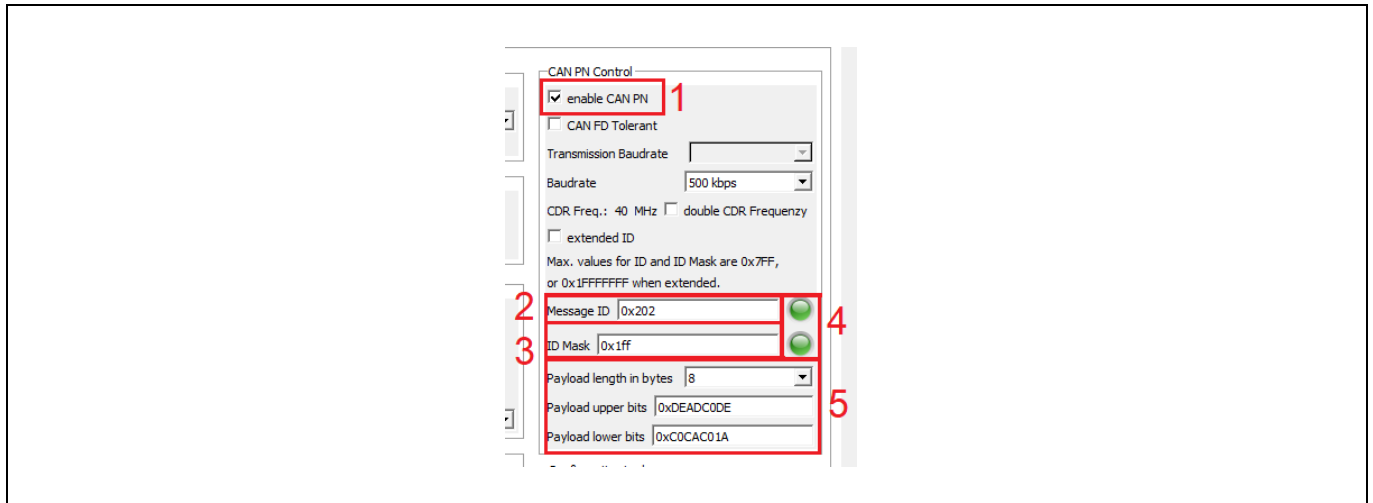 CAN PN Control
enable CAN PN 1
CAN FD Tolerant
Transmission Baudrate
Baudrate 500 kbps
CDR Freq.: 40 MHz double CDR Frequenzy
extended ID
Max. values for ID and ID Mask are 0x7FF,
or 0x1FFFFFFF when extended.
2 Message ID 0x202
4
3 ID Mask 0x1ff
Payload length in bytes 8
Payload upper bits 0xDEADC0DE 5
Payload lower bits 0xC0CAC01A